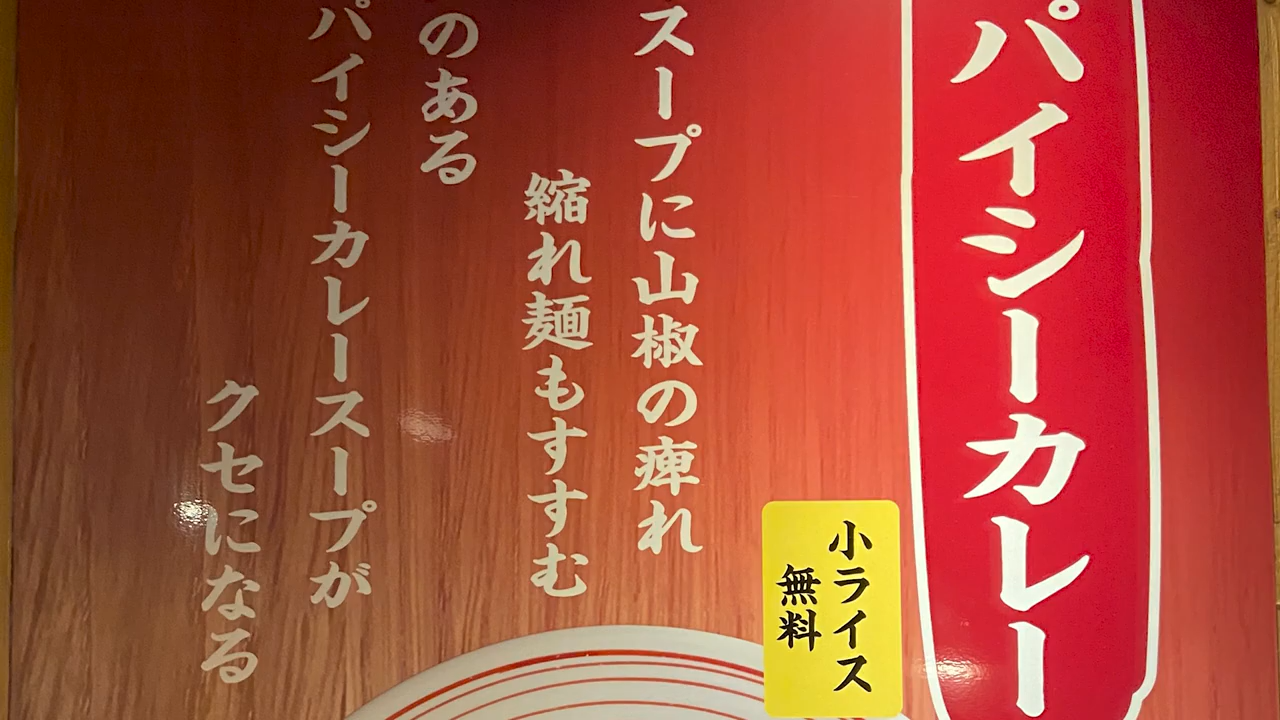 パイシーカレー
小ライス
無料
スープに山椒の痺れ
縮れ麺もすすむ
のある
パイシーカレースープが
クセになる